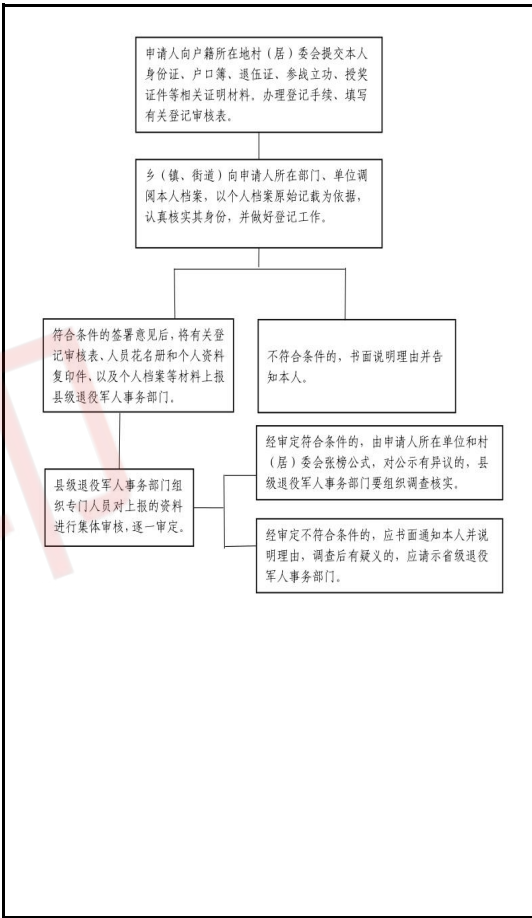 申请人向户籍所在地村（居）委会提交本人
身份证、户口簿、退伍证、参战立功、授奖
证件等相关证明材料，办理登记手续、填写
有关登记审核表。
乡（镇、街道）向申请人所在部门、单位调
阅本人档案，以个人档案原始记载为依据，
认真核实其身份，并做好登记工作。
符合条件的签署意见后，将有关登
记审核表、人员花名册和个人资料
复印件、以及个人档案等材料上报
县级退役军人事务部门。
不符合条件的，书面说明理由并告
知本人。
县级退役军人事务部门组
织专门人员对上报的资料
进行集体审核，逐一审定。
经审定符合条件的，由申请人所在单位和村
（居）委会张榜公式，对公示有异议的，县
级退役军人事务部门要组织调查核实。
经审定不符合条件的，应书面通知本人并说
明理由，调查后有疑义的，应请示省级退役
军人事务部门。